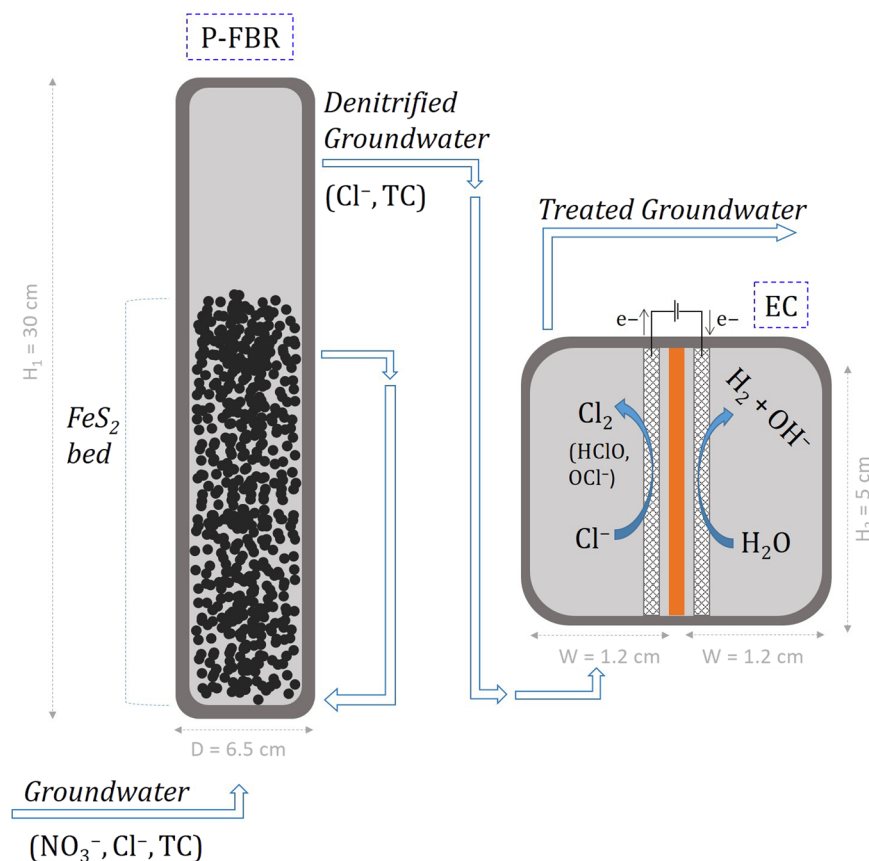 P-FBR
Denitrified
Groundwater
(Cl⁻, TC)
Treated Groundwater
EC
e−
e−
H₁ = 30 cm
FeS₂
bed
Cl₂
(HClO,
OCl⁻)
Cl⁻
H₂ + OH⁻
H₂O
H₂ = 5 cm
W = 1.2 cm
W = 1.2 cm
D = 6.5 cm
Groundwater
(NO₃⁻, Cl⁻, TC)